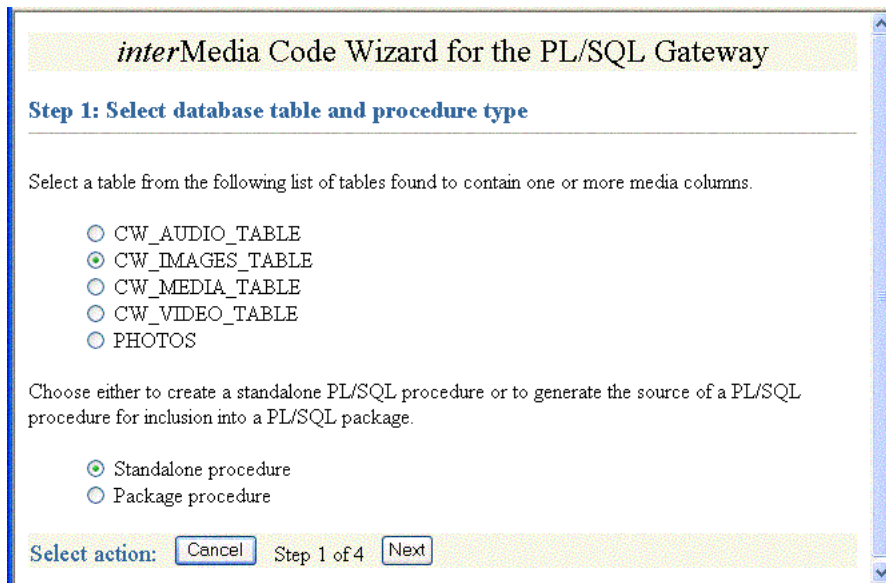 interMedia Code Wizard for the PL/SQL Gateway
Step 1: Select database table and procedure type
Select a table from the following list of tables found to contain one or more media columns.
CW_AUDIO_TABLE
CW_IMAGES_TABLE
CW_MEDIA_TABLE
CW_VIDEO_TABLE
PHOTOS
Choose either to create a standalone PL/SQL procedure or to generate the source of a PL/SQL
procedure for inclusion into a PL/SQL package.
Standalone procedure
Package procedure
Select action: Cancel Step 1 of 4 Next